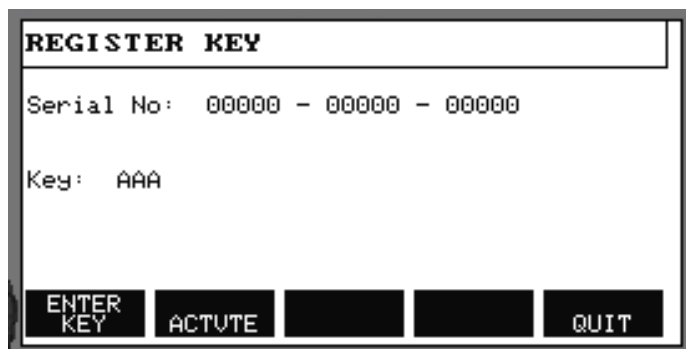 REGISTER KEY
Serial No: 00000 - 00000 - 00000
Key: AAA
ENTER
KEY ACTVTE QUIT